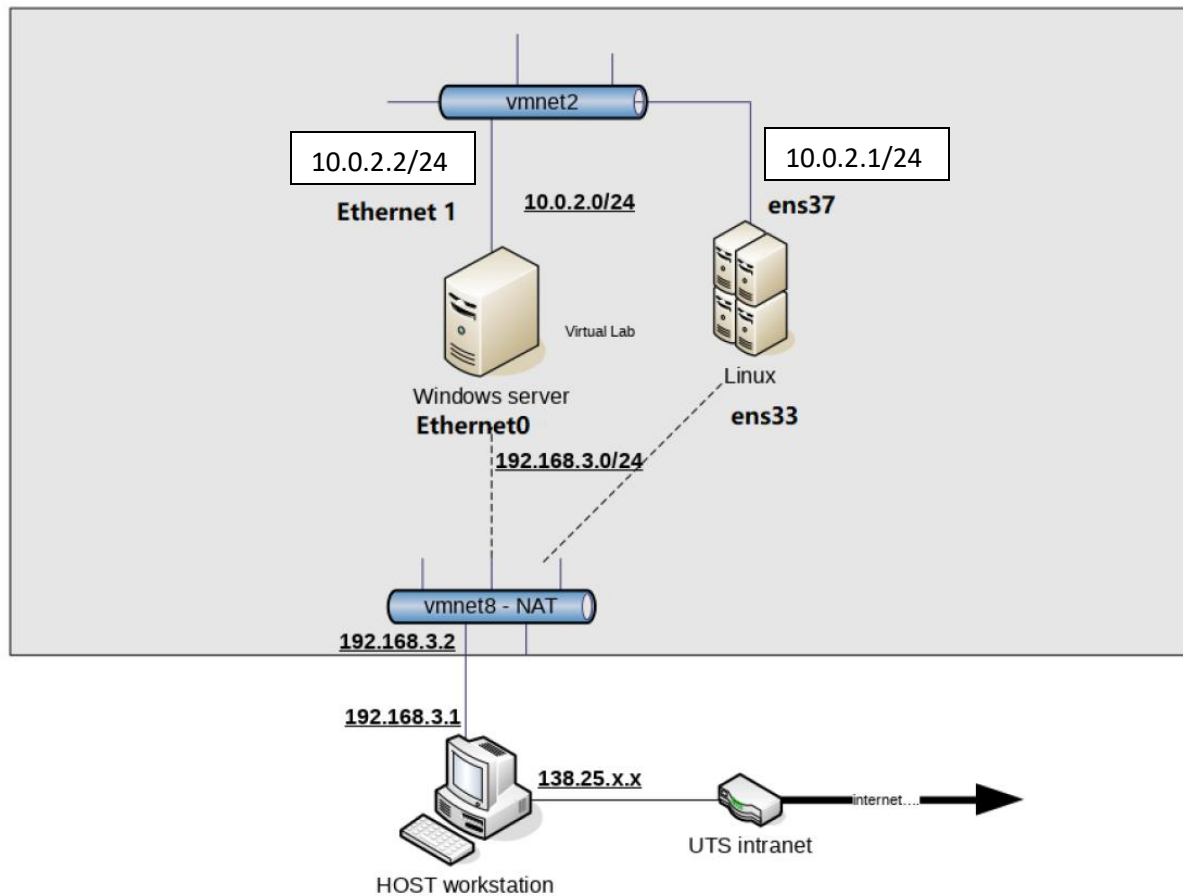 vmnet2
10.0.2.2/24
10.0.2.1/24
Ethernet 1
10.0.2.0/24
ens37
Virtual Lab
Windows server
Linux
Ethernet0
ens33
192.168.3.0/24
vmnet8 - NAT
192.168.3.2
192.168.3.1
138.25.x.x
internet....
UTS intranet
HOST workstation